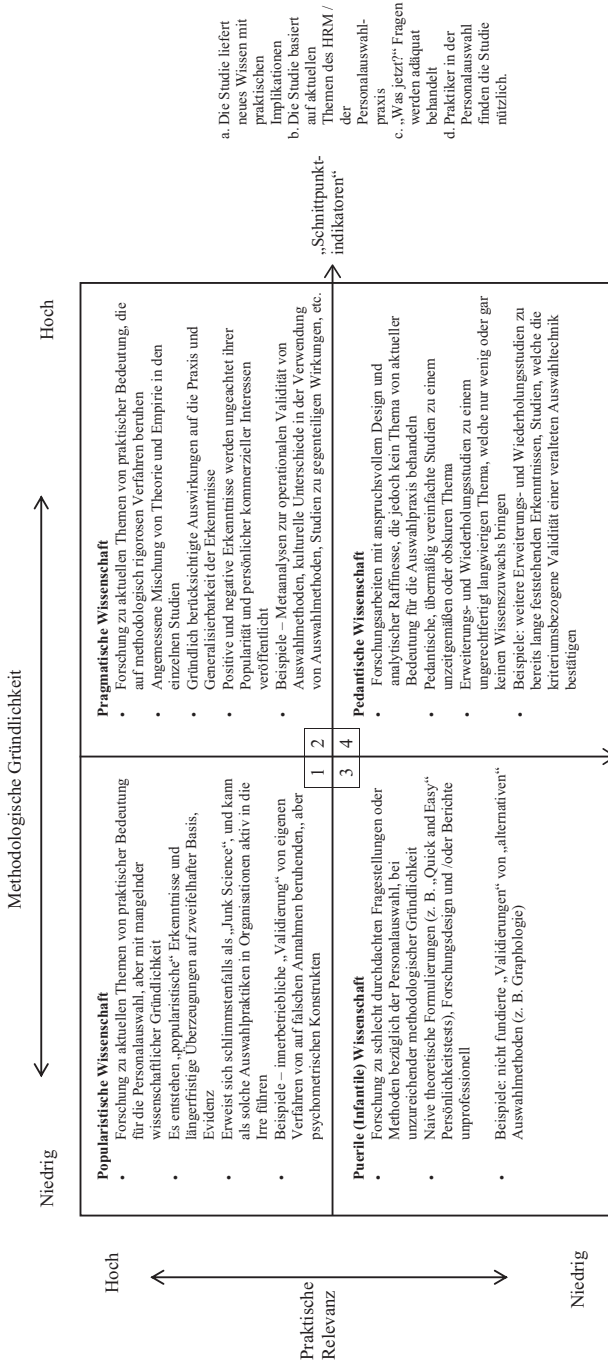 Methodologische Gründlichkeit
Niedrig
Hoch
Praktische
Relevanz
Hoch
Niedrig
Popularistische Wissenschaft
• Forschung zu aktuellen Themen von praktischer Bedeutung
für die Personalauswahl, aber mit mangelnder
wissenschaftlicher Gründlichkeit
• Es entstehen „popularistische“ Erkenntnisse und
längerfristige Überzeugungen auf zweifelhafter Basis,
Evidenz
• Erweist sich schlimmstenfalls als „Junk Science“, und kann
als solche Auswahlpraktiken in Organisationen aktiv in die
Irre führen
• Beispiele – innerbetriebliche „Validierung“ von eigenen
Verfahren von auf falschen Annahmen beruhenden,, aber
psychometrischen Konstrukten
1
Pragmatische Wissenschaft
• Forschung zu aktuellen Themen von praktischer Bedeutung, die
auf methodologisch rigorosen Verfahren beruhen
• Angemessene Mischung von Theorie und Empirie in den
einzelnen Studien
• Gründlich berücksichtigte Auswirkungen auf die Praxis und
Generalisierbarkeit der Erkenntnisse
• Positive und negative Erkenntnisse werden ungeachtet ihrer
Popularität und persönlicher kommerzieller Interessen
veröffentlicht
• Beispiele – Metaanalysen zur operationalen Validität von
Auswahlmethoden, kulturelle Unterschiede in der Verwendung
von Auswahlmethoden, Studien zu gegenteiligen Wirkungen, etc.
2
Puerile (Infantile) Wissenschaft
• Forschung zu schlecht durchdachten Fragestellungen oder
Methoden bezüglich der Personalauswahl, bei
unzureichender methodologischer Gründlichkeit
• Naive theoretische Formulierungen (z. B. „Quick and Easy“
Persönlichkeitstests), Forschungsdesign und /oder Berichte
unprofessionell
• Beispiele: nicht fundierte „Validierungen“ von „alternativen“
Auswahlmethoden (z. B. Graphologie)
3
Pedantische Wissenschaft
• Forschungsarbeiten mit anspruchsvollem Design und
analytischer Raffinesse, die jedoch kein Thema von aktueller
Bedeutung für die Auswahlpraxis behandeln
• Pedantische, übermäßig vereinfachte Studien zu einem
unzeitgemäßen oder obskuren Thema
• Erweiterungs- und Wiederholungsstudien zu einem
ungerechtfertigt langwierigen Thema, welche nur wenig oder gar
keinen Wissenszuwachs bringen
• Beispiele: weitere Erweiterungs- und Wiederholungsstudien zu
bereits lange feststehenden Erkenntnissen, Studien, welche die
kriteriumsbezogene Validität einer veralteten Auswahltechnik
bestätigen
4
„Schnittpunkt-
indikatoren“
a. Die Studie liefert
neues Wissen mit
praktischen
Implikationen
b. Die Studie basiert
auf aktuellen
Themen des HRM /
der
Personalauswahl-
praxis
c. „Was jetzt?“ Fragen
werden adäquat
behandelt
d. Praktiker in der
Personalauswahl
finden die Studie
nützlich.